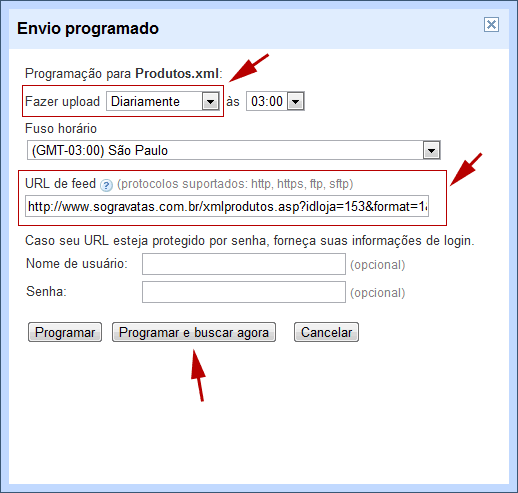 Envio programado
Programação para Produtos.xml:
Fazer upload Diariamente às 03:00
Fuso horário
(GMT-03:00) São Paulo
URL de feed ? (protocolos suportados: http, https, ftp, sftp)
http://www.sogravatas.com.br/xmlprodutos.asp?idloja=153&format=1&
Caso seu URL esteja protegido por senha, forneça suas informações de login.
Nome de usuário: (opcional)
Senha: (opcional)
Programar Programar e buscar agora Cancelar